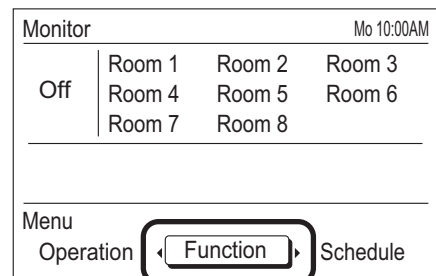 Monitor Mo 10:00AM
Off
Room 1 Room 2 Room 3
Room 4 Room 5 Room 6
Room 7 Room 8
Menu
Operation Function Schedule